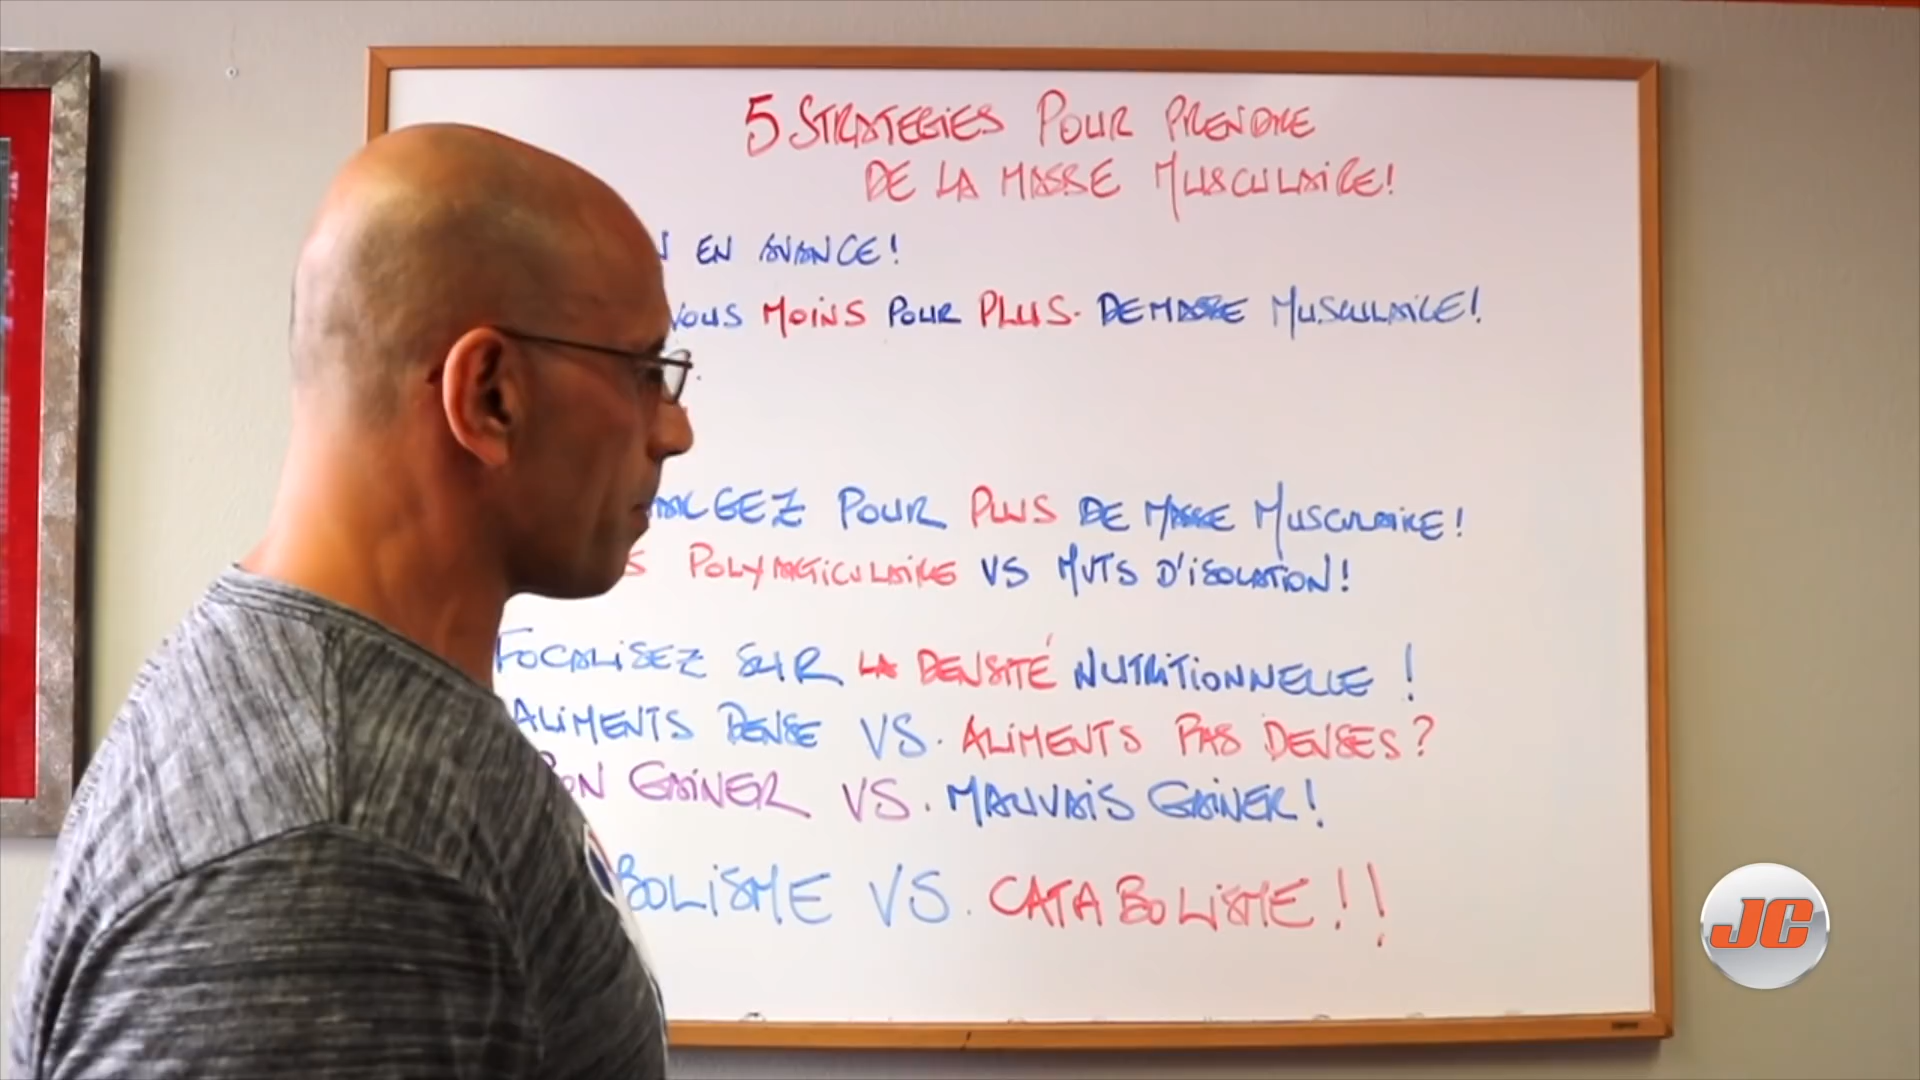 5 STRATEGIES POUR PRENDRE
DE LA MASSE MUSCULAIRE!
N EN AVANCE!
VOUS MOINS POUR PLUS DE MASSE MUSCULAIRE!
ARGEZ POUR PLUS DE MASSE MUSCULAIRE!
S POLYARTICULAIRE VS MVTS D'ISOLATION!
FOCALISEZ SUR LA DENSITÉ NUTRITIONNELLE!
ALIMENTS DENSE VS. ALIMENTS PAS DENSES?
BON GAINER VS. MAUVAIS GAINER!
BOLISME VS. CATABOLISME!!
JC